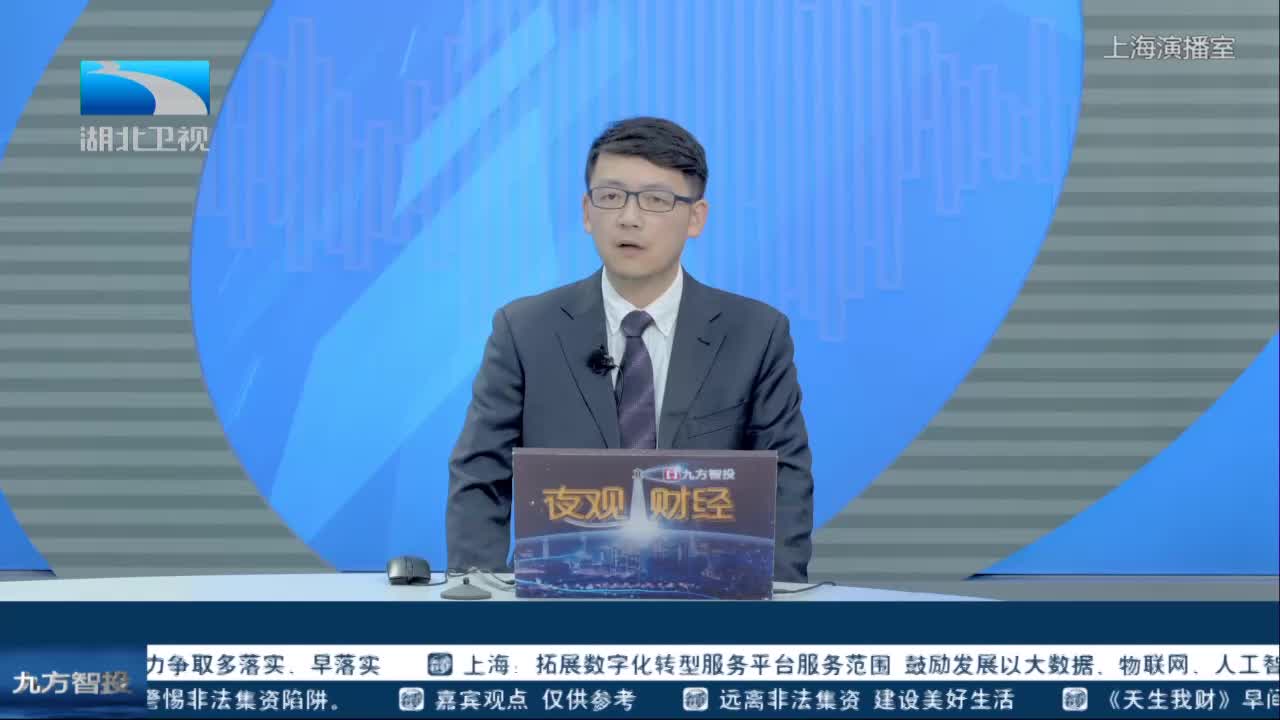 上海演播室
湖北卫视
九方智投
夜观财经
力争取多落实、早落实 上海：拓展数字化转型服务平台服务范围 鼓励发展以大数据、物联网、人工智
九方智投
警惕非法集资陷阱。 嘉宾观点 仅供参考 远离非法集资 建设美好生活 《天生我财》早间